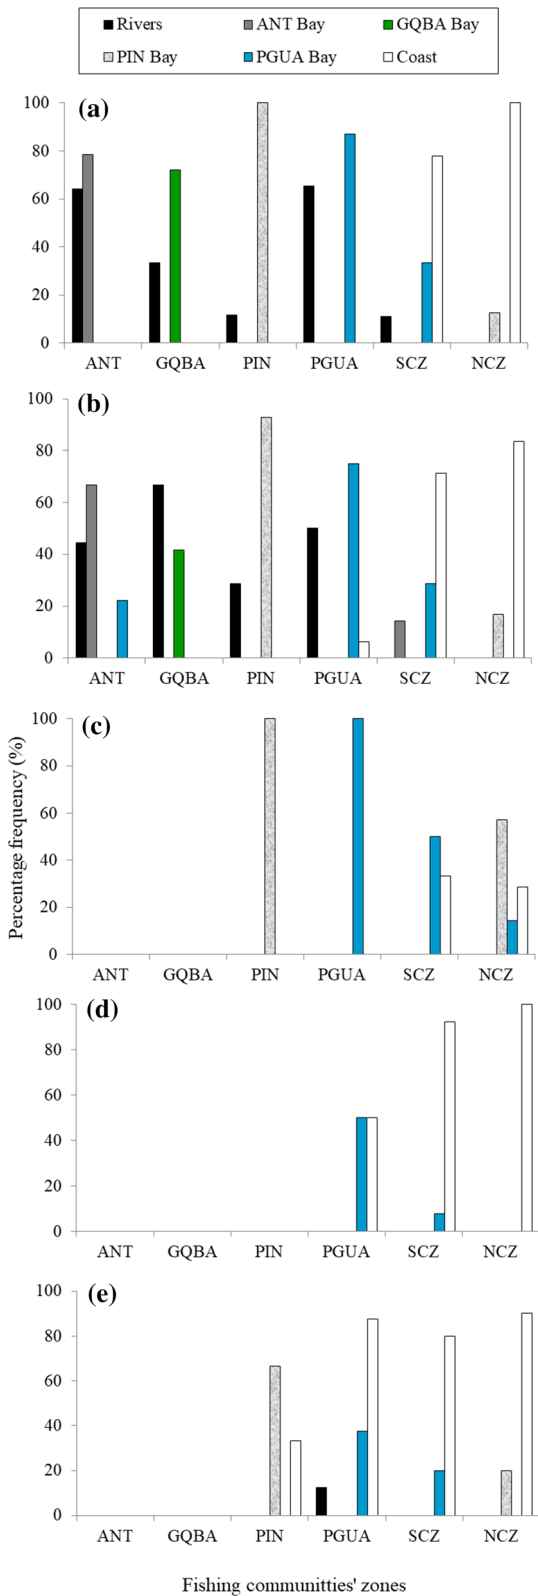 Rivers ANT Bay GQBA Bay
PIN Bay PGUA Bay Coast
(a)
100
80
60
40
20
0
ANT GQBA PIN PGUA SCZ NCZ
(b)
100
80
60
40
20
0
ANT GQBA PIN PGUA SCZ NCZ
Percentage frequency (%)
(c)
100
80
60
40
20
0
ANT GQBA PIN PGUA SCZ NCZ
(d)
100
80
60
40
20
0
ANT GQBA PIN PGUA SCZ NCZ
(e)
100
80
60
40
20
0
ANT GQBA PIN PGUA SCZ NCZ
Fishing communitties' zones